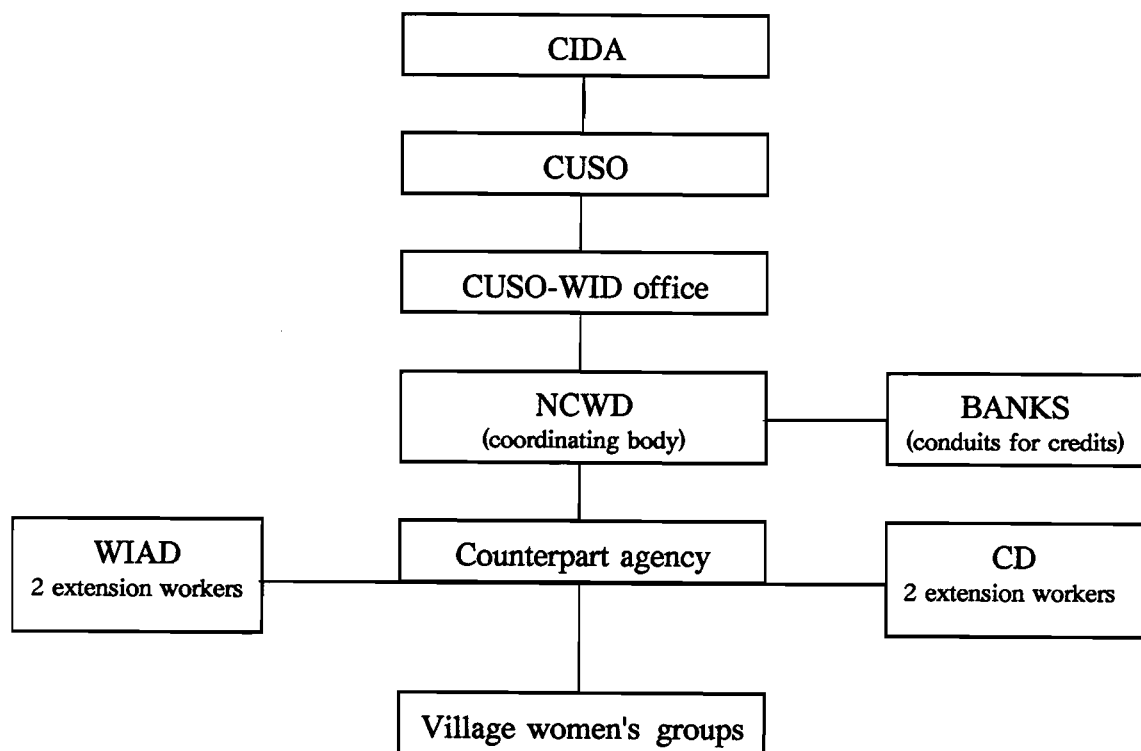 CIDA
CUSO
CUSO-WID office
NCWD
(coordinating body)
BANKS
(conduits for credits)
WIAD
2 extension workers
Counterpart agency
CD
2 extension workers
Village women's groups